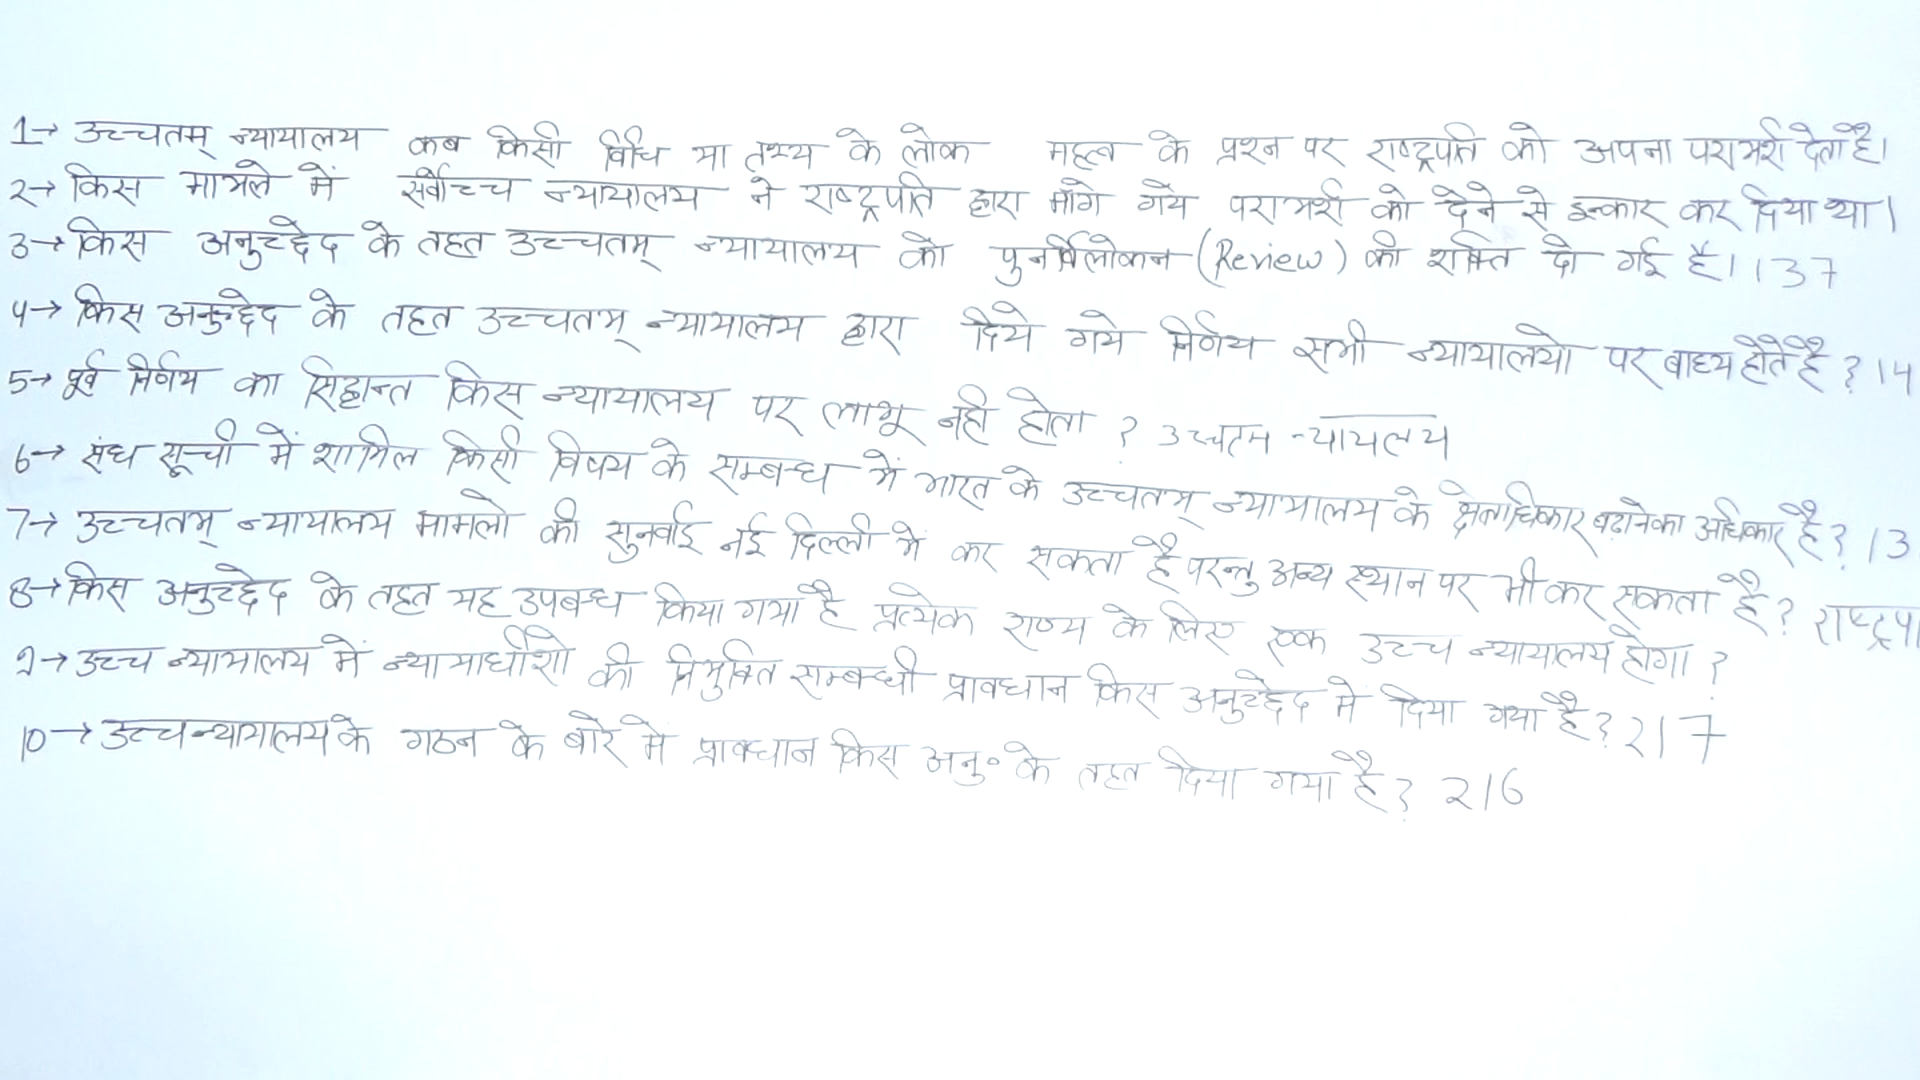 1→ उच्चतम् न्यायालय कब किसी विधि या तथ्य के लोक महत्व के प्रश्न पर राष्ट्रपति को अपना परामर्श देता है।
2→ किस मामले में सर्वोच्च न्यायालय ने राष्ट्रपति द्वारा माँगे गये परामर्श को देने से इन्कार कर दिया था।
3→ किस अनुच्छेद के तहत उच्चतम् न्यायालय को पुनर्विलोकन (Review) की शक्ति दी गई है। 137
4→ किस अनुच्छेद के तहत उच्चतम् न्यायालय द्वारा दिये गये निर्णय सभी न्यायालयो पर बाध्य होते है ? 14
5→ पूर्व निर्णय का सिद्धान्त किस न्यायालय पर लागू नही होता ? उच्चतम न्यायलय
6→ संघ सूची में शामिल किसी विषय के सम्बन्ध में भारत के उच्चतम् न्यायालय के क्षेत्राधिकार बढ़ाने का अधिकार है ? 13
7→ उच्चतम् न्यायालय मामलो की सुनवाई नई दिल्ली में कर सकता है परन्तु अन्य स्थान पर भी कर सकता है ? राष्ट्रप
8→ किस अनुच्छेद के तहत यह उपबन्ध किया गया है प्रत्येक राज्य के लिए एक उच्च न्यायालय होगा ?
9→ उच्च न्यायालय में न्यायाधीशो की नियुक्ति सम्बन्धी प्रावधान किस अनुच्छेद मे दिया गया है ? 217
10→ उच्च न्यायालय के गठन के बारे मे प्रावधान किस अनु० के तहत दिया गया है ? 216